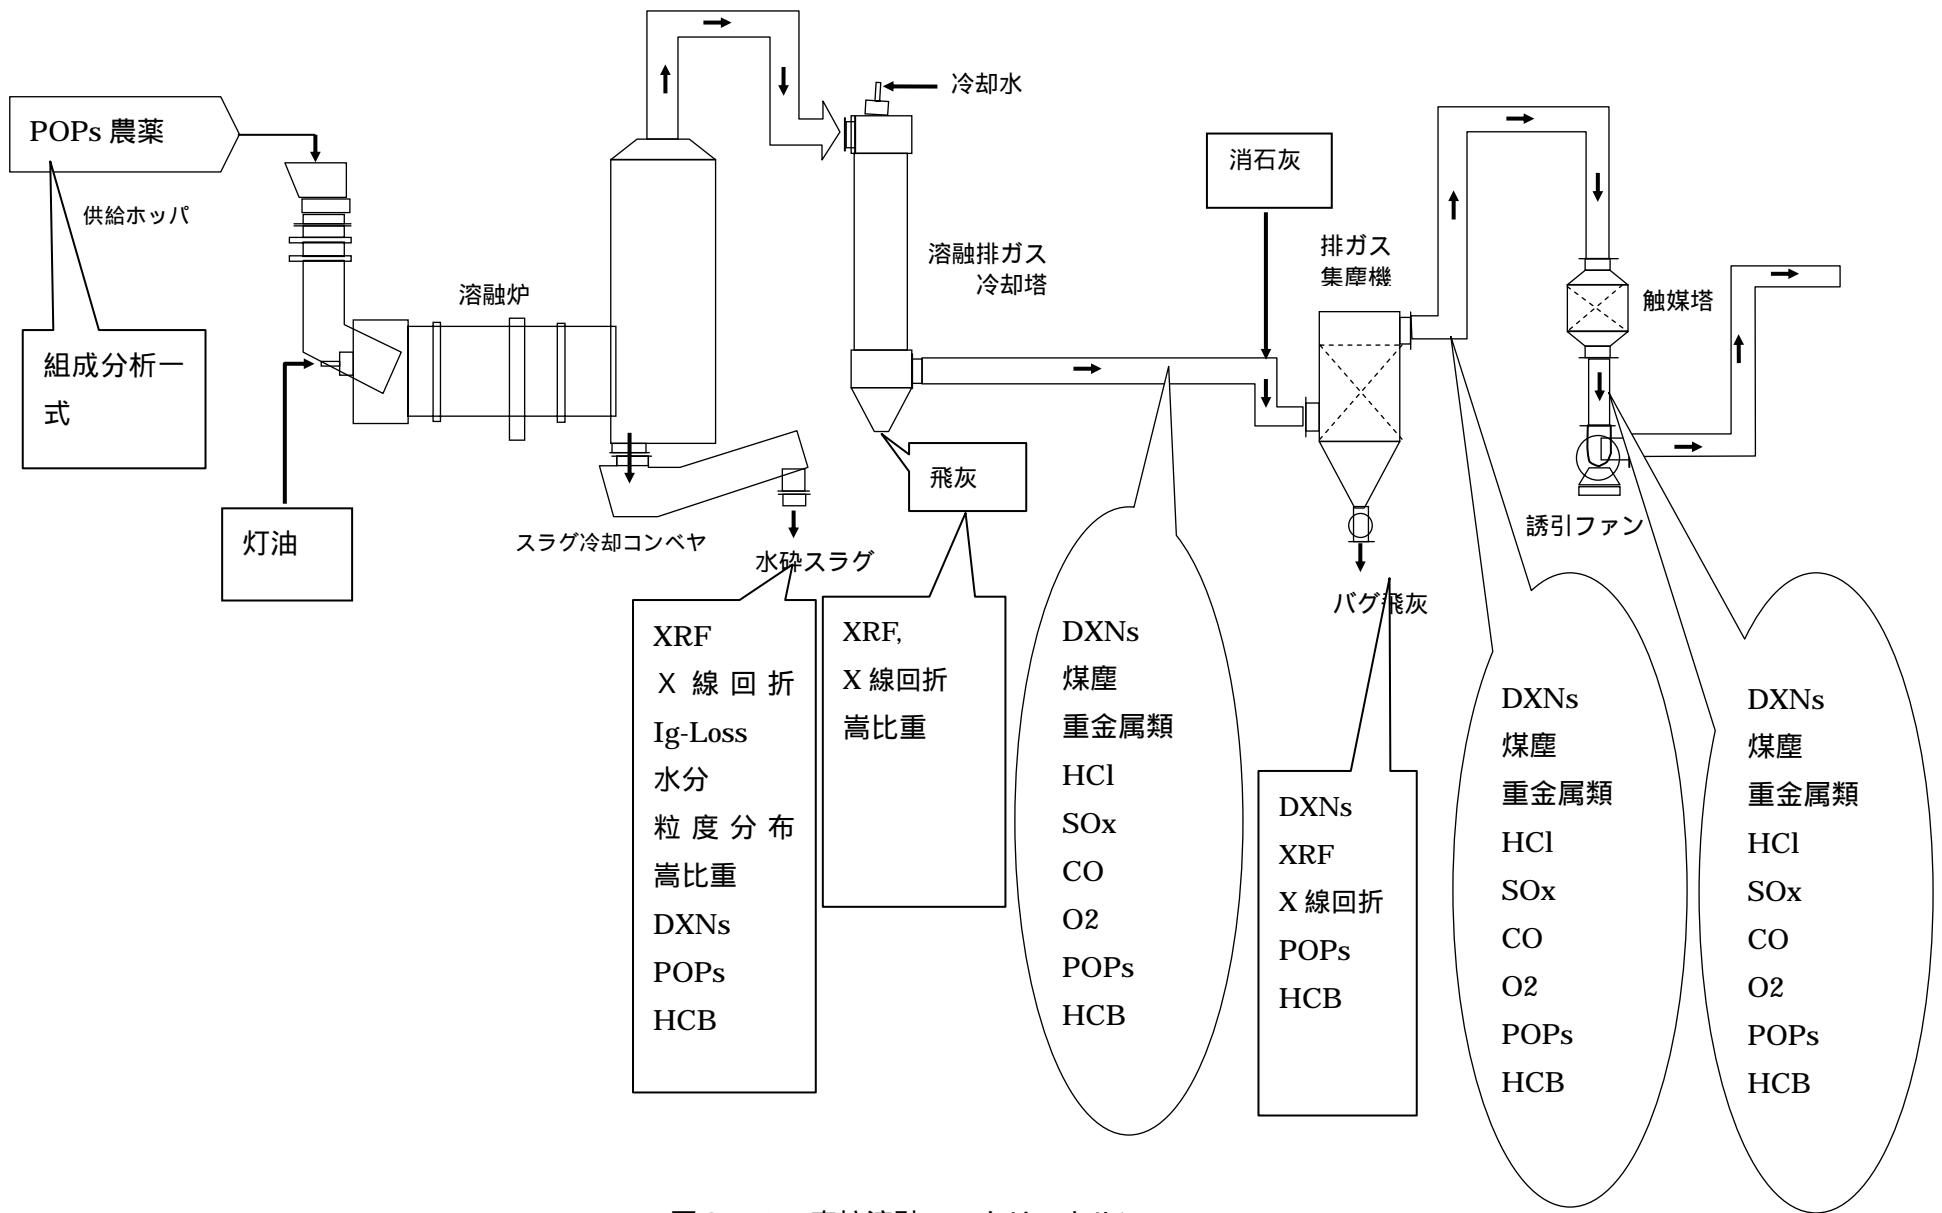 POPs 農薬
供給ホッパ
組成分析一
式
灯油
溶融炉
スラグ冷却コンベヤ
水砕スラグ
XRF
X 線 回 折
Ig-Loss
水分
粒 度 分 布
嵩比重
DXNs
POPs
HCB
冷却水
溶融排ガス
冷却塔
飛灰
XRF,
X 線回折
嵩比重
DXNs
煤塵
重金属類
HCl
SOx
CO
O2
POPs
HCB
消石灰
排ガス
集塵機
バグ飛灰
DXNs
XRF
X 線回折
POPs
HCB
触媒塔
誘引ファン
DXNs
煤塵
重金属類
HCl
SOx
CO
O2
POPs
HCB
DXNs
煤塵
重金属類
HCl
SOx
CO
O2
POPs
HCB